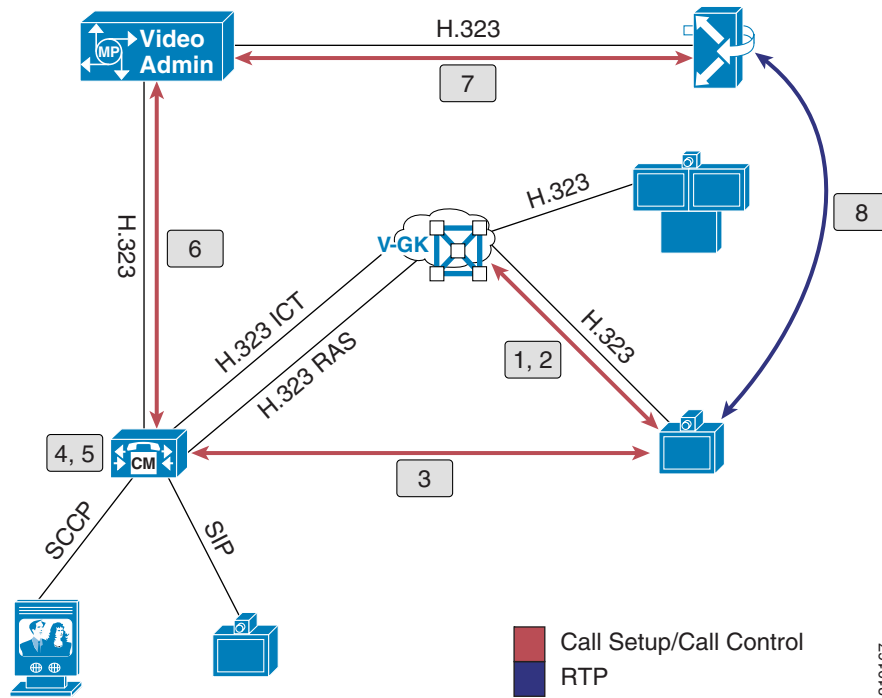 H.323
MP
Video
Admin
7
H.323
8
H.323
6
V-GK
H.323 ICT
H.323
H.323 RAS
1, 2
4, 5
CM
3
SCCP
SIP
Call Setup/Call Control
RTP